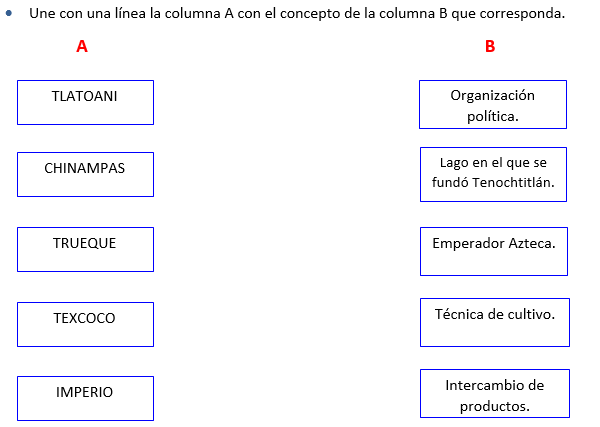 • Une con una línea la columna A con el concepto de la columna B que corresponda.
A
B
TLATOANI
Organización
política.
CHINAMPAS
Lago en el que se
fundó Tenochtitlán.
TRUEQUE
Emperador Azteca.
TEXCOCO
Técnica de cultivo.
IMPERIO
Intercambio de
productos.